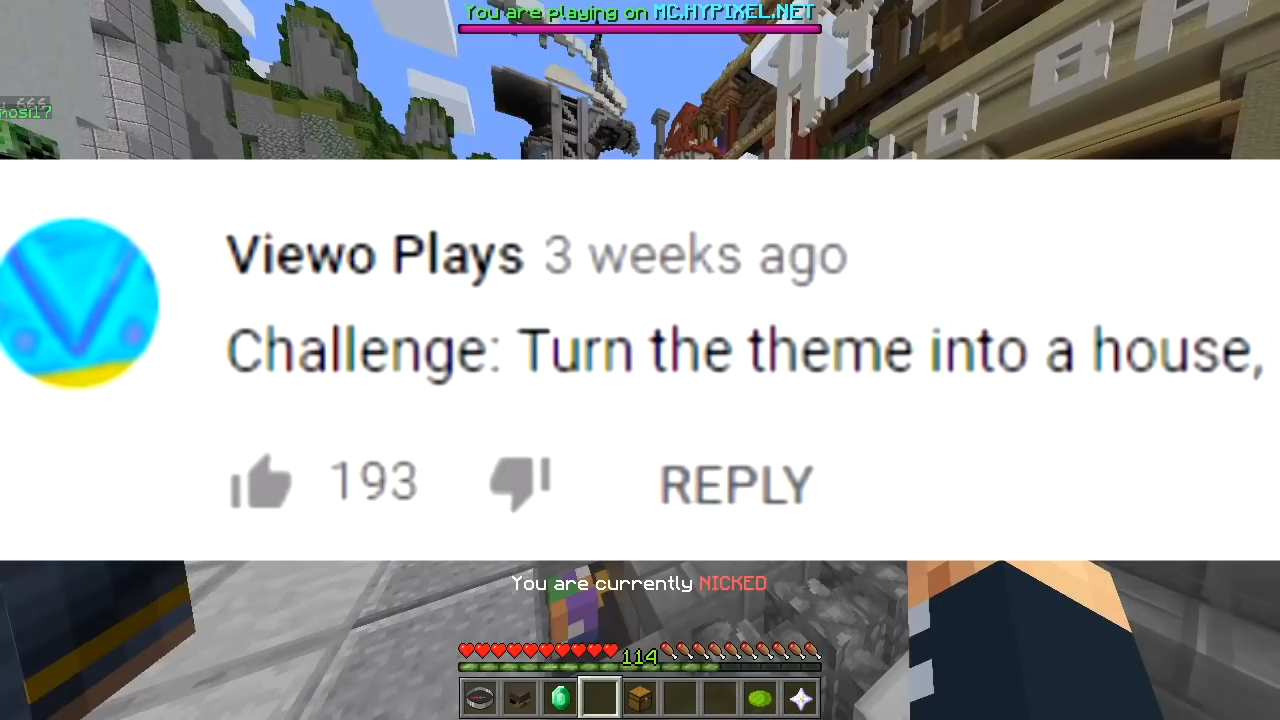 You are playing on MC.HYPIXEL.NET
mosi17
Viewo Plays 3 weeks ago
Challenge: Turn the theme into a house,
193 REPLY
You are currently NICKED
114